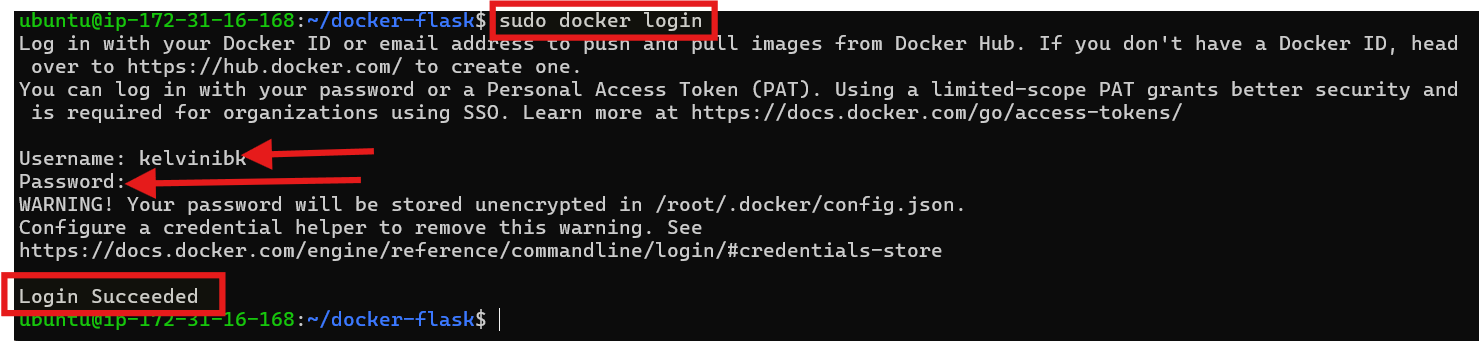 ubuntu@ip-172-31-16-168:~/docker-flask$ sudo docker login
Log in with your Docker ID or email address to push and pull images from Docker Hub. If you don't have a Docker ID, head
over to https://hub.docker.com/ to create one.
You can log in with your password or a Personal Access Token (PAT). Using a limited-scope PAT grants better security and
is required for organizations using SSO. Learn more at https://docs.docker.com/go/access-tokens/
Username: kelvinibk
Password:
WARNING! Your password will be stored unencrypted in /root/.docker/config.json.
Configure a credential helper to remove this warning. See
https://docs.docker.com/engine/reference/commandline/login/#credentials-store
Login Succeeded
ubuntu@ip-172-31-16-168:~/docker-flask$